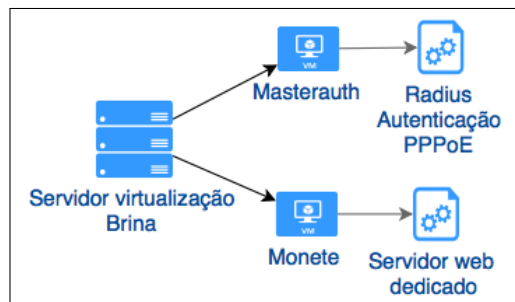 VM
Masterauth
Radius
Autenticação
PPPoE
Servidor virtualização
Brina
VM
Monete
Servidor web
dedicado